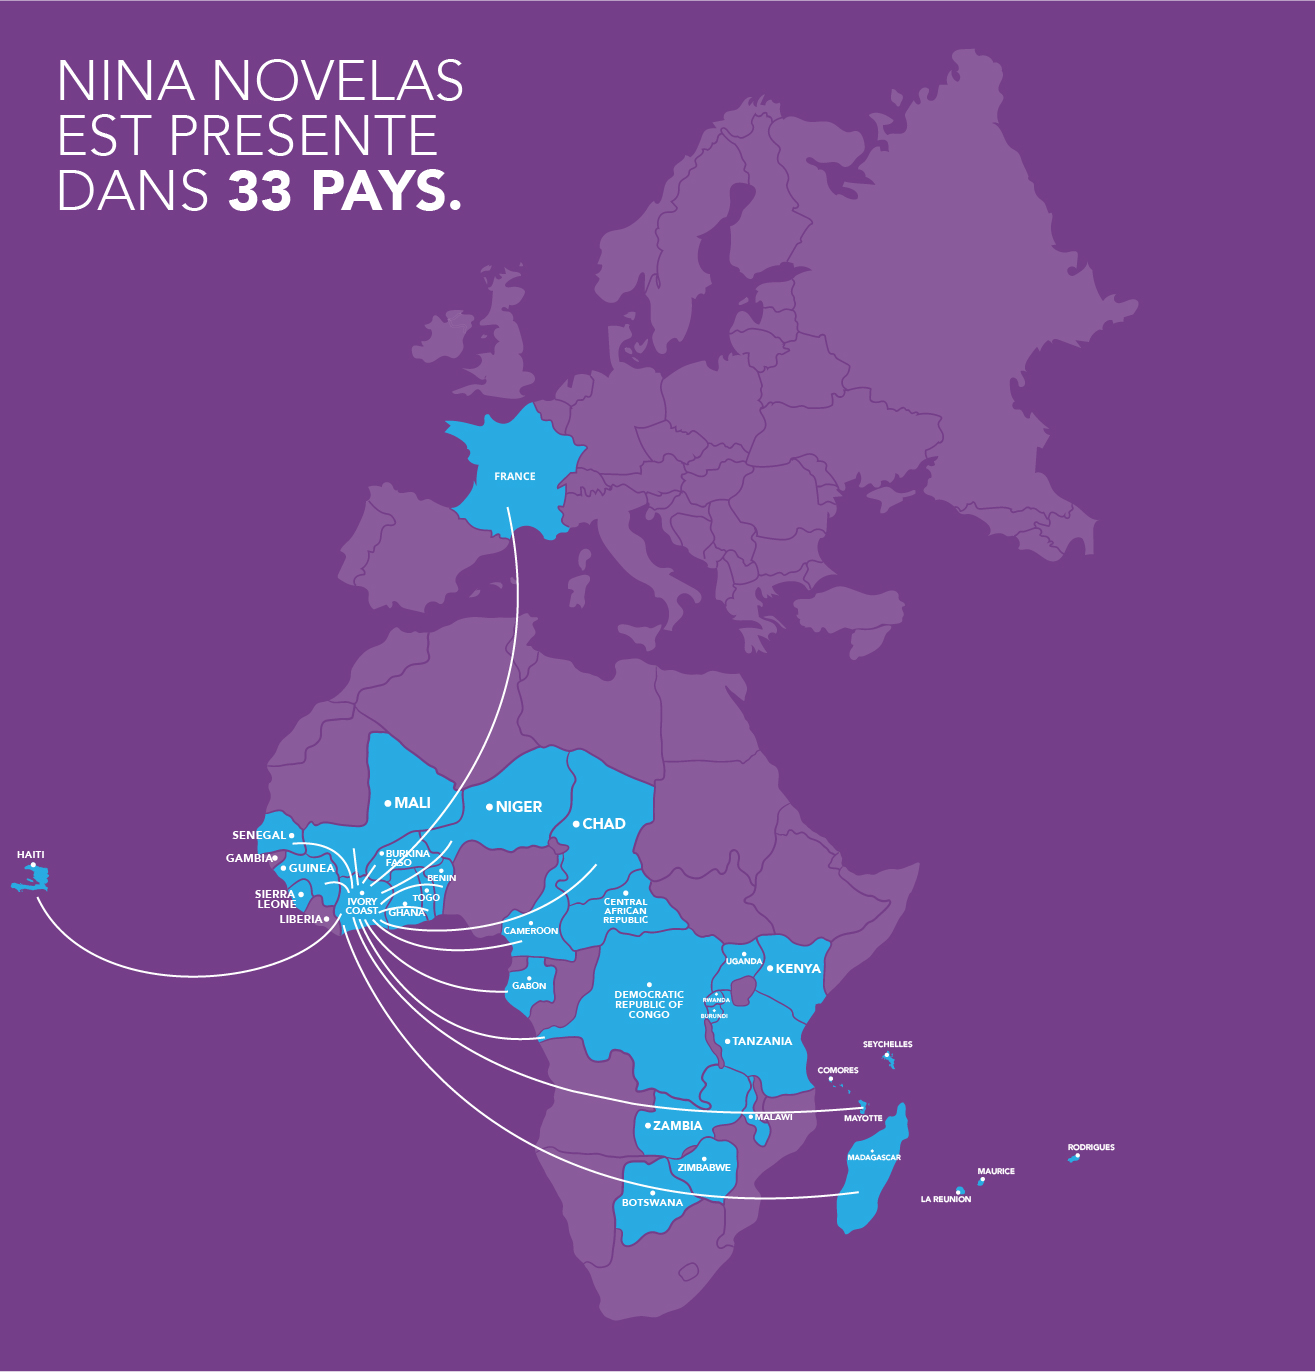 NINA NOVELAS
EST PRESENTE
DANS 33 PAYS.
FRANCE
MALI
NIGER
CHAD
SENEGAL
HAITI
GAMBIA
BURKINA
FASO
GUINEA
BENIN
SIERRA
LEONE
IVORY
COAST
TOGO
GHANA
LIBERIA
CENTRAL
AFRICAN
REPUBLIC
CAMEROON
UGANDA
KENYA
GABON
DEMOCRATIC
REPUBLIC OF
CONGO
RWANDA
BURUNDI
TANZANIA
SEYCHELLES
COMORES
MAYOTTE
MALAWI
ZAMBIA
MADAGASCAR
RODRIGUES
ZIMBABWE
MAURICE
LA REUNION
BOTSWANA